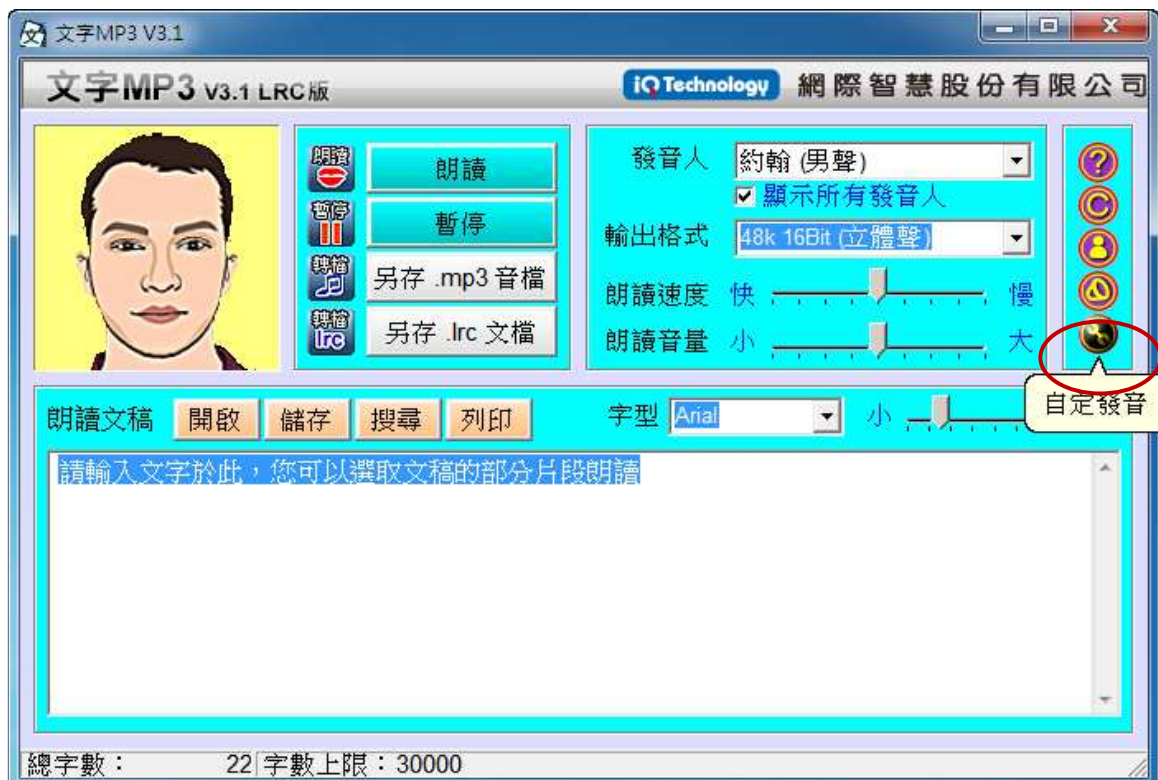 文字MP3 V3.1
文字MP3 V3.1 LRC版
iQ Technology 網際智慧股份有限公司
朗讀 朗讀
暫停 暫停
轉檔 另存 .mp3 音檔
轉檔 lrc 另存 .lrc 文檔
發音人 約翰 (男聲)
顯示所有發音人
輸出格式 48k 16Bit (立體聲)
朗讀速度 快 慢
朗讀音量 小 大
自定發音
朗讀文稿 開啟 儲存 搜尋 列印 字型 Arial 小
請輸入文字於此，您可以選取文稿的部分片段朗讀
總字數： 22 字數上限：30000